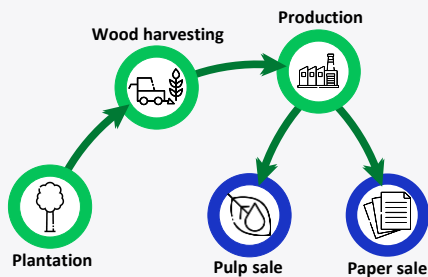 Production
Wood harvesting
Plantation
Pulp sale
Paper sale